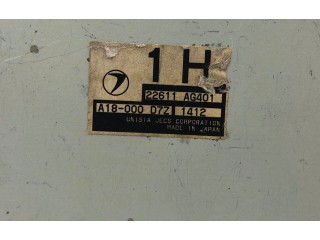 1H
22611 AG401
A18-000 D7Z 1412
UNISIA JECS CORPORATION
MADE IN JAPAN